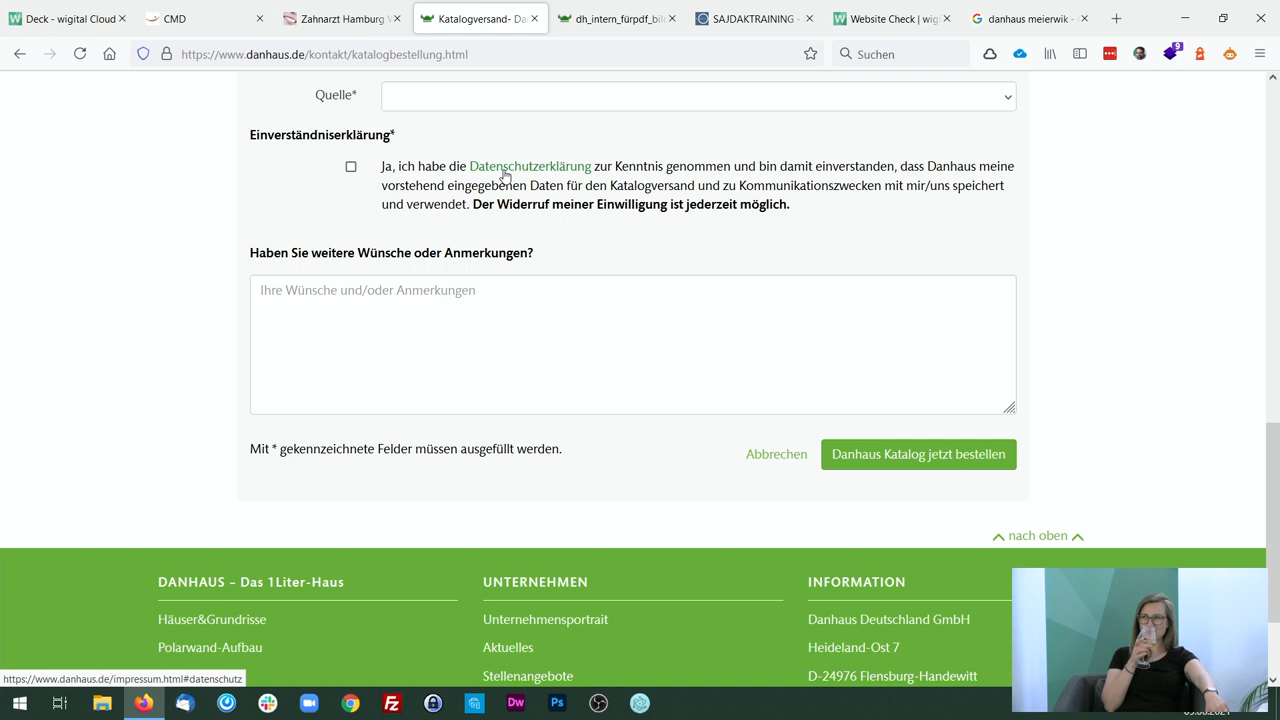 Deck - wigital Cloud
CMD
Zahnarzt Hamburg
Katalogversand- Da
dh_intern_fürpdf_bild
SAJDAKTRAINING -
Website Check | wigi
danhaus meierwik -
https://www.danhaus.de/kontakt/katalogbestellung.html
Suchen
9
Quelle*
Einverständniserklärung*
Ja, ich habe die Datenschutzerklärung zur Kenntnis genommen und bin damit einverstanden, dass Danhaus meine
vorstehend eingegebenen Daten für den Katalogversand und zu Kommunikationszwecken mit mir/uns speichert
und verwendet. Der Widerruf meiner Einwilligung ist jederzeit möglich.
Haben Sie weitere Wünsche oder Anmerkungen?
Ihre Wünsche und/oder Anmerkungen
Mit * gekennzeichnete Felder müssen ausgefüllt werden.
Abbrechen
Danhaus Katalog jetzt bestellen
nach oben
DANHAUS – Das 1Liter-Haus
UNTERNEHMEN
INFORMATION
Häuser&Grundrisse
Unternehmensportrait
Danhaus Deutschland GmbH
Polarwand-Aufbau
Aktuelles
Heideland-Ost 7
Stellenangebote
D-24976 Flensburg-Handewitt
https://www.danhaus.de/impressum.html#datenschutz
Dw
Ps